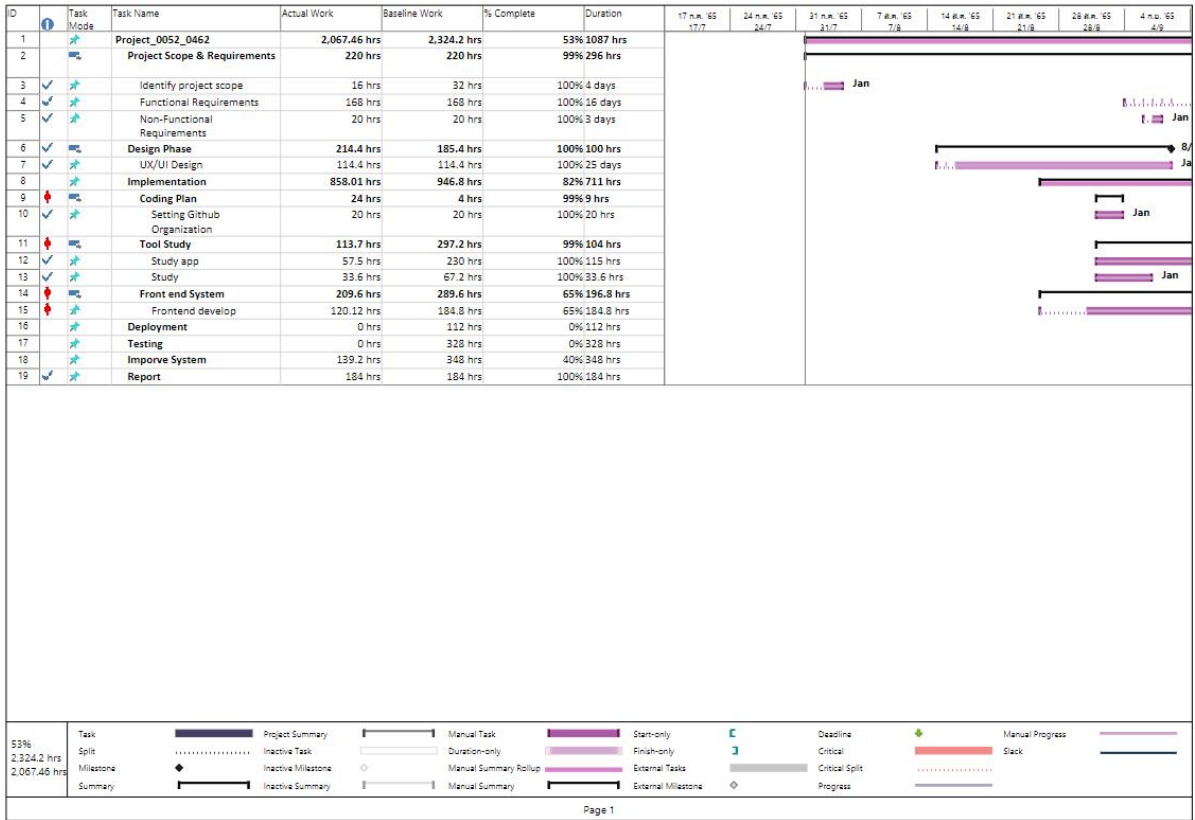 ID Task Mode Task Name Actual Work Baseline Work % Complete Duration
17 ก.ค. '65 24 ก.ค. '65 31 ก.ค. '65 7 ส.ค. '65 14 ส.ค. '65 21 ส.ค. '65 28 ส.ค. '65 4 ก.ย. '65
17/7 24/7 31/7 7/8 14/8 21/8 28/8 4/9
1 Project_0052_0462 2,067.46 hrs 2,324.2 hrs 53% 1087 hrs
2 Project Scope & Requirements 220 hrs 220 hrs 99% 296 hrs
3 Identify project scope 16 hrs 32 hrs 100% 4 days Jan
4 Functional Requirements 168 hrs 168 hrs 100% 16 days
5 Non-Functional Requirements 20 hrs 20 hrs 100% 3 days Jan
6 Design Phase 214.4 hrs 185.4 hrs 100% 100 hrs 8/
7 UX/UI Design 114.4 hrs 114.4 hrs 100% 25 days Ja
8 Implementation 858.01 hrs 946.8 hrs 82% 711 hrs
9 Coding Plan 24 hrs 4 hrs 99% 9 hrs
10 Setting Github Organization 20 hrs 20 hrs 100% 20 hrs Jan
11 Tool Study 113.7 hrs 297.2 hrs 99% 104 hrs
12 Study app 57.5 hrs 230 hrs 100% 115 hrs
13 Study 33.6 hrs 67.2 hrs 100% 33.6 hrs Jan
14 Front end System 209.6 hrs 289.6 hrs 65% 196.8 hrs
15 Frontend develop 120.12 hrs 184.8 hrs 65% 184.8 hrs
16 Deployment 0 hrs 112 hrs 0% 112 hrs
17 Testing 0 hrs 328 hrs 0% 328 hrs
18 Imporve System 139.2 hrs 348 hrs 40% 348 hrs
19 Report 184 hrs 184 hrs 100% 184 hrs
53%
2,324.2 hrs
2,067.46 hrs
Task Project Summary Manual Task Start-only Deadline Manual Progress
Split Inactive Task Duration-only Finish-only Critical Slack
Milestone Inactive Milestone Manual Summary Rollup External Tasks Critical Split
Summary Inactive Summary Manual Summary External Milestone Progress
Page 1